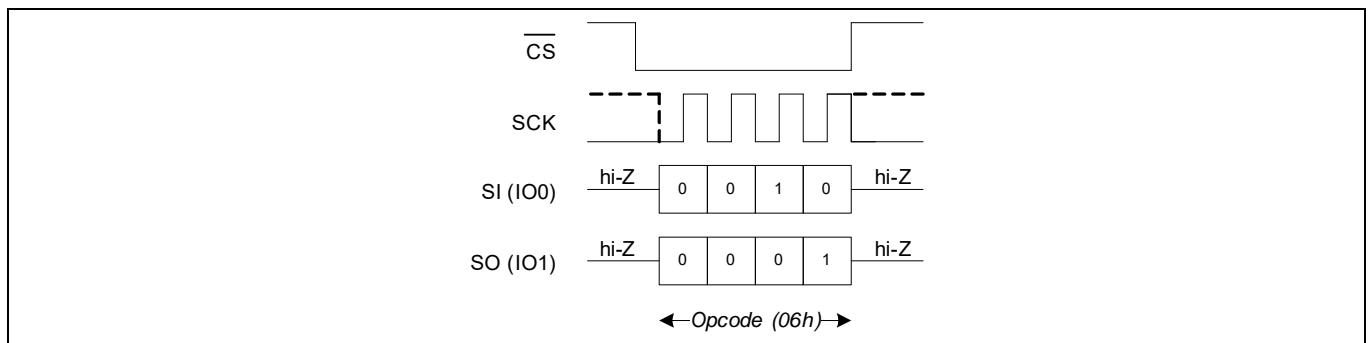 CS
SCK
SI (IO0) hi-Z 0 0 1 0 hi-Z
SO (IO1) hi-Z 0 0 0 1 hi-Z
Opcode (06h)